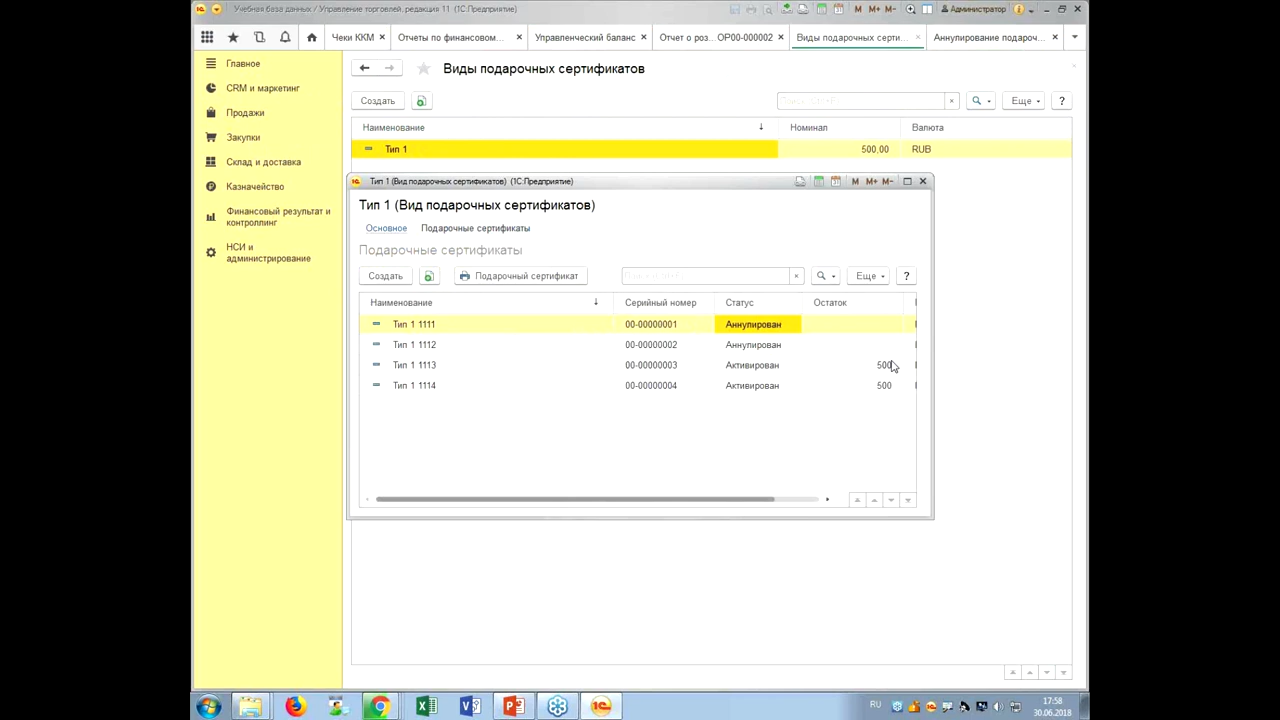 Учебная база данных / Управление торговлей, редакция 11 (1С:Предприятие)
M M+ M-
Администратор
Чеки ККМ ×
Отчеты по финансовом... ×
Управленческий баланс ×
Отчет о роз... ОР00-000002 ×
Виды подарочных серти... ×
Аннулирование подароч... ×
Главное
CRM и маркетинг
Продажи
Закупки
Склад и доставка
Казначейство
Финансовый результат и
контроллинг
НСИ и
администрирование
Виды подарочных сертификатов
Создать
Поиск (Ctrl+F)
×
Еще
?
Наименование ↓ Номинал Валюта
Тип 1 500,00 RUB
Тип 1 (Вид подарочных сертификатов) (1С:Предприятие)
M M+ M-
Тип 1 (Вид подарочных сертификатов)
Основное Подарочные сертификаты
Подарочные сертификаты
Создать
Подарочный сертификат
Поиск (Ctrl+F)
×
Еще
?
Наименование ↓ Серийный номер Статус Остаток
Тип 1 1111 00-00000001 Аннулирован
Тип 1 1112 00-00000002 Аннулирован
Тип 1 1113 00-00000003 Активирован 500
Тип 1 1114 00-00000004 Активирован 500
RU
17:58
30.06.2018